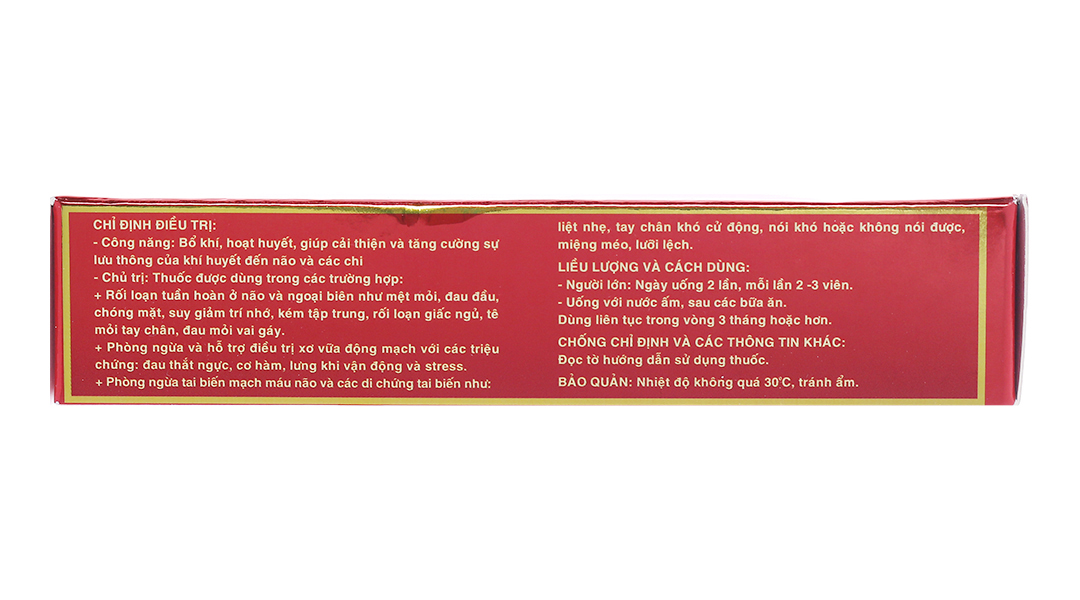 CHỈ ĐỊNH ĐIỀU TRỊ:
- Công năng: Bổ khí, hoạt huyết, giúp cải thiện và tăng cường sự
lưu thông của khí huyết đến não và các chi
- Chủ trị: Thuốc được dùng trong các trường hợp:
+ Rối loạn tuần hoàn ở não và ngoại biên như mệt mỏi, đau đầu,
chóng mặt, suy giảm trí nhớ, kém tập trung, rối loạn giấc ngủ, tê
mỏi tay chân, đau mỏi vai gáy.
+ Phòng ngừa và hỗ trợ điều trị xơ vữa động mạch với các triệu
chứng: đau thắt ngực, cơ hàm, lưng khi vận động và stress.
+ Phòng ngừa tai biến mạch máu não và các di chứng tai biến như:
liệt nhẹ, tay chân khó cử động, nói khó hoặc không nói được,
miệng méo, lưỡi lệch.
LIỀU LƯỢNG VÀ CÁCH DÙNG:
- Người lớn: Ngày uống 2 lần, mỗi lần 2 -3 viên.
- Uống với nước ấm, sau các bữa ăn.
Dùng liên tục trong vòng 3 tháng hoặc hơn.
CHỐNG CHỈ ĐỊNH VÀ CÁC THÔNG TIN KHÁC:
Đọc tờ hướng dẫn sử dụng thuốc.
BẢO QUẢN: Nhiệt độ không quá 30°C, tránh ẩm.